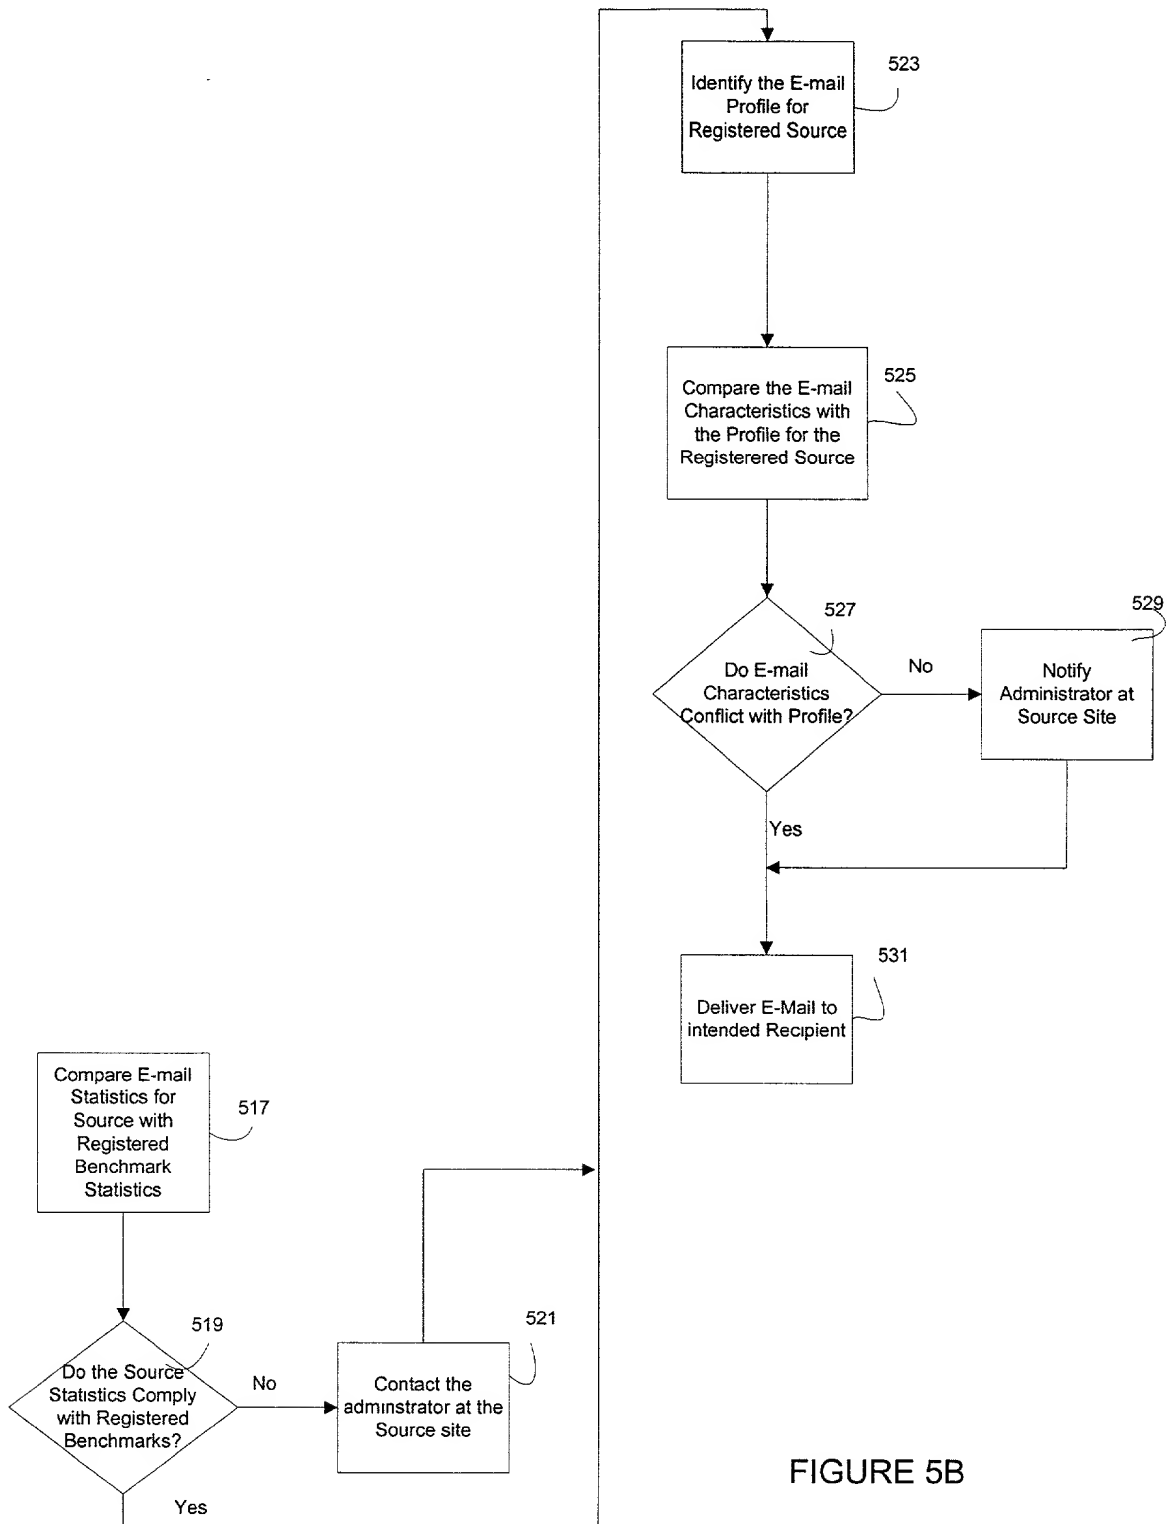 Identify the E-mail
Profile for
Registered Source
523
Compare the E-mail
Characteristics with
the Profile for the
Registerered Source
525
527
Do E-mail
Characteristics
Conflict with Profile?
No
529
Notify
Administrator at
Source Site
Yes
531
Deliver E-Mail to
intended Recipient
Compare E-mail
Statistics for
Source with
Registered
Benchmark
Statistics
517
519
Do the Source
Statistics Comply
with Registered
Benchmarks?
No
521
Contact the
adminstrator at the
Source site
Yes
FIGURE 5B